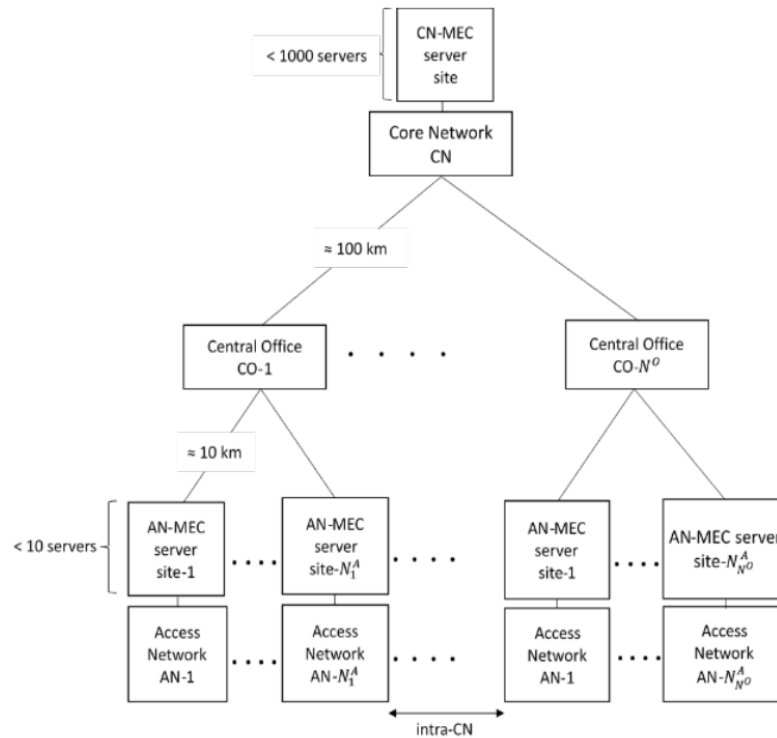 CN-MEC
server
site
< 1000 servers
Core Network
CN
≈ 100 km
Central Office
CO-1
. . . .
Central Office
CO-N^O
≈ 10 km
< 10 servers
AN-MEC
server
site-1
....
AN-MEC
server
site-N_1^A
. . . .
AN-MEC
server
site-1
....
AN-MEC server
site-N_{N^O}^A
Access
Network
AN-1
....
Access
Network
AN-N_1^A
. . . .
Access
Network
AN-1
....
Access
Network
AN-N_{N^O}^A
intra-CN